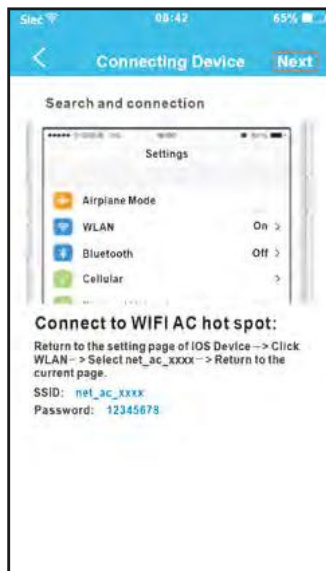 Sieć 08:42 65%
Connecting Device Next
Search and connection
Settings
Airplane Mode
WLAN On
Bluetooth Off
Cellular
Connect to WIFI AC hot spot:
Return to the setting page of IOS Device -> Click
WLAN-> Select net_ac_xxxx-> Return to the
current page.
SSID: net_ac_xxxx
Password: 12345678